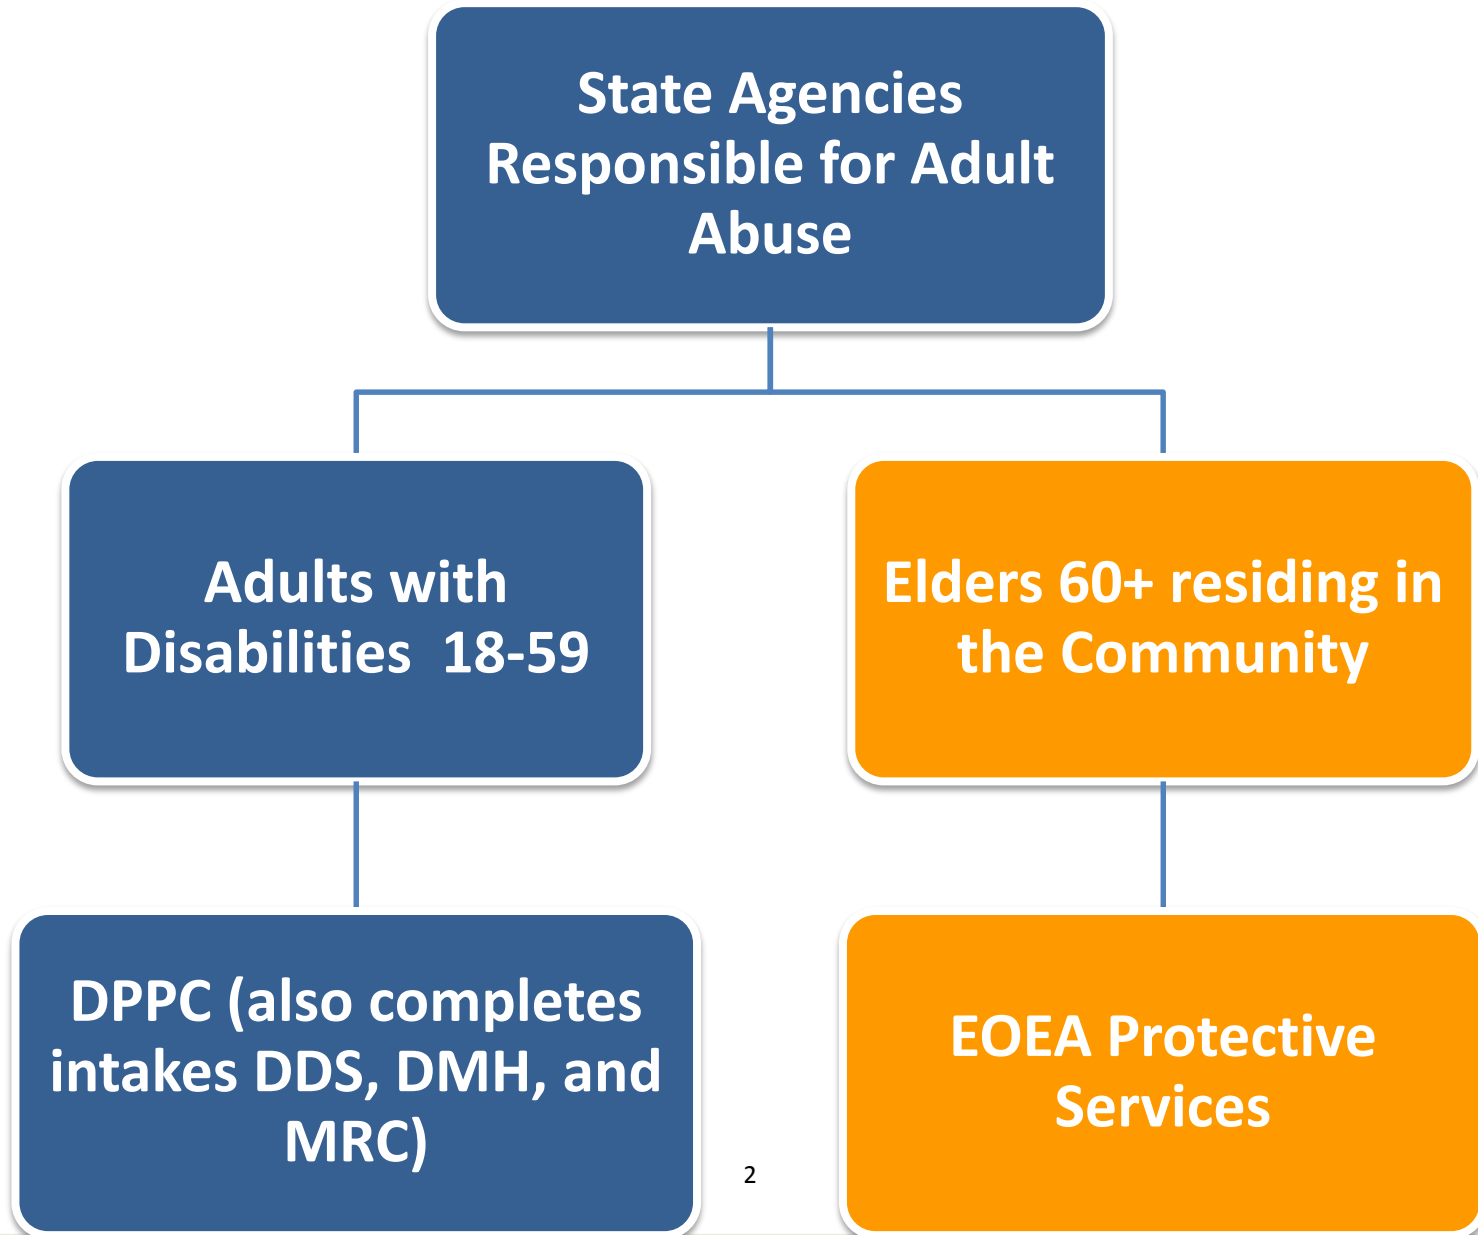 State Agencies
Responsible for Adult
Abuse
Adults with
Disabilities  18-59
Elders 60+ residing in
the Community
DPPC (also completes
intakes DDS, DMH, and
MRC)
EOEA Protective
Services
2